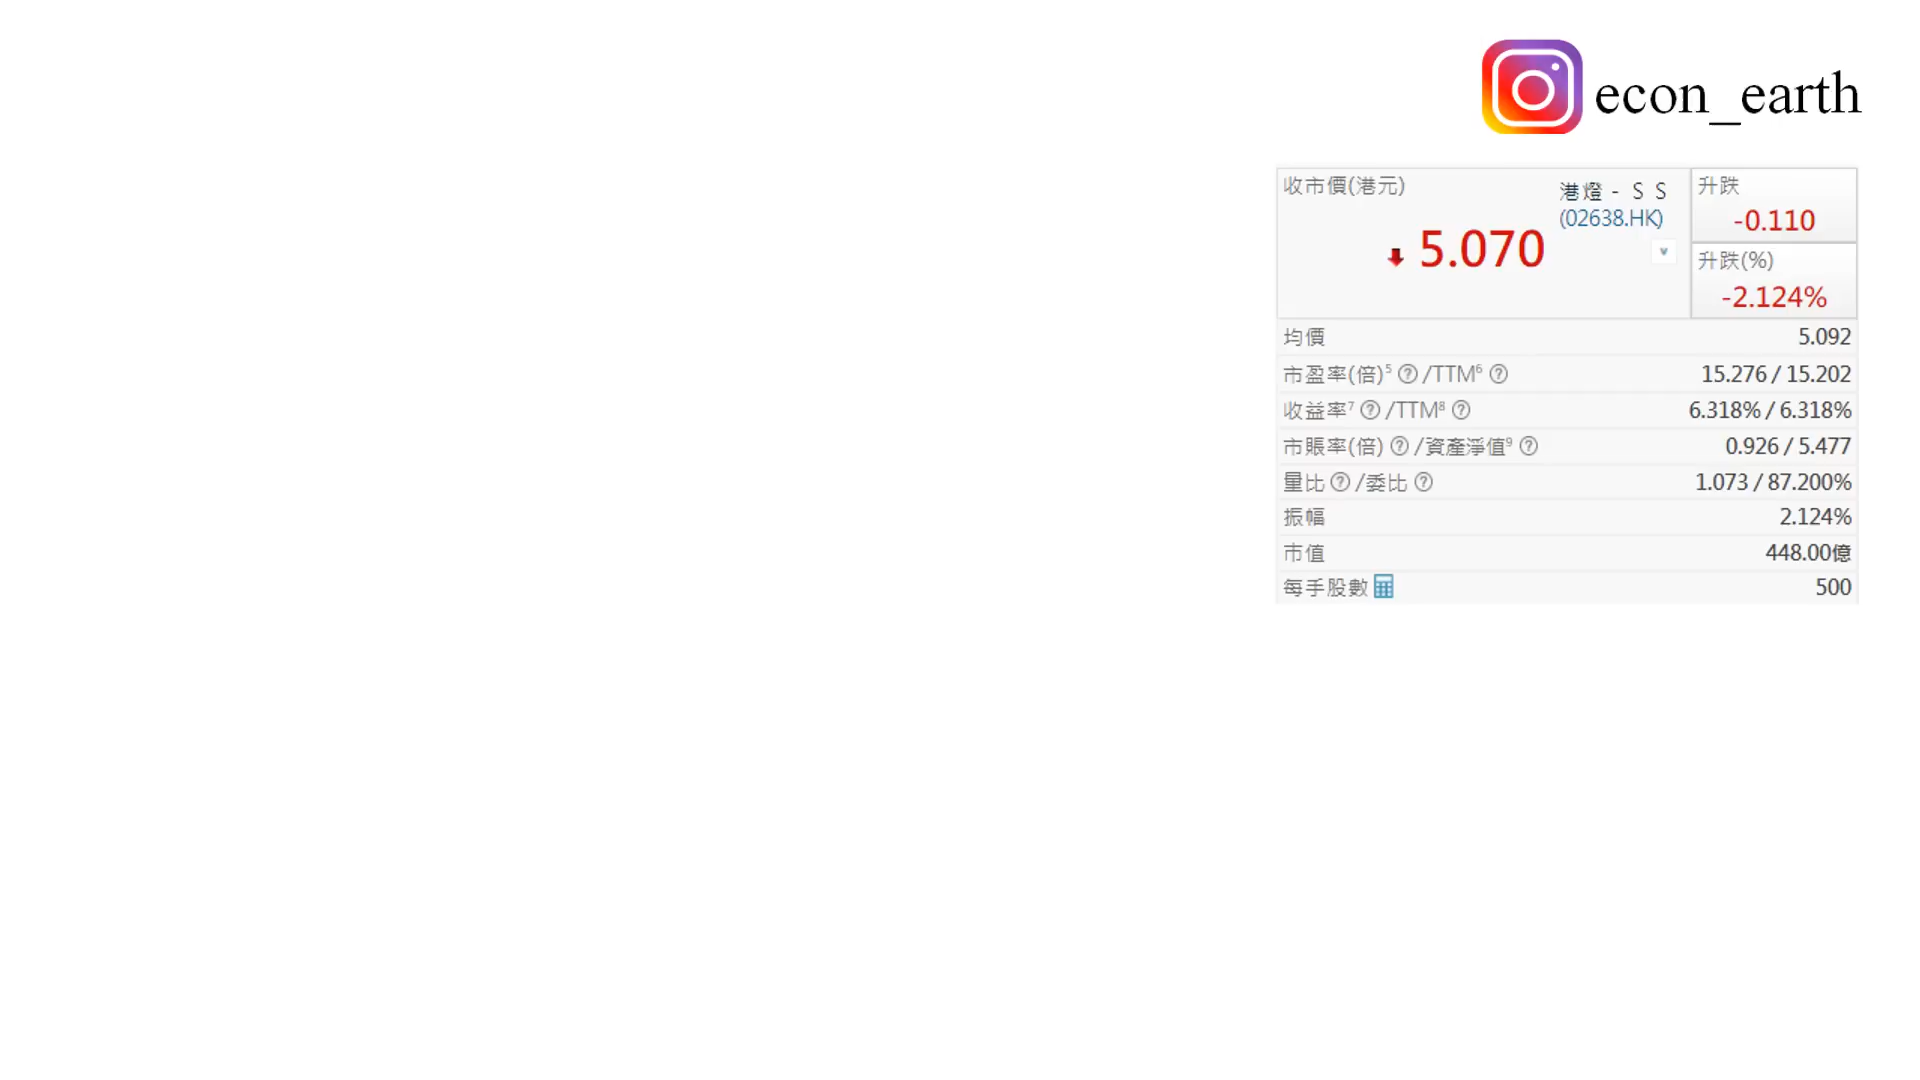 econ_earth
收市價(港元)
港燈 - S S
(02638.HK)
5.070
升跌
-0.110
升跌(%)
-2.124%
均價 5.092
市盈率(倍)⁵ ? /TTM⁶ ? 15.276 / 15.202
收益率⁷ ? /TTM⁸ ? 6.318% / 6.318%
市賬率(倍) ? /資產淨值⁹ ? 0.926 / 5.477
量比 ? /委比 ? 1.073 / 87.200%
振幅 2.124%
市值 448.00億
每手股數 500